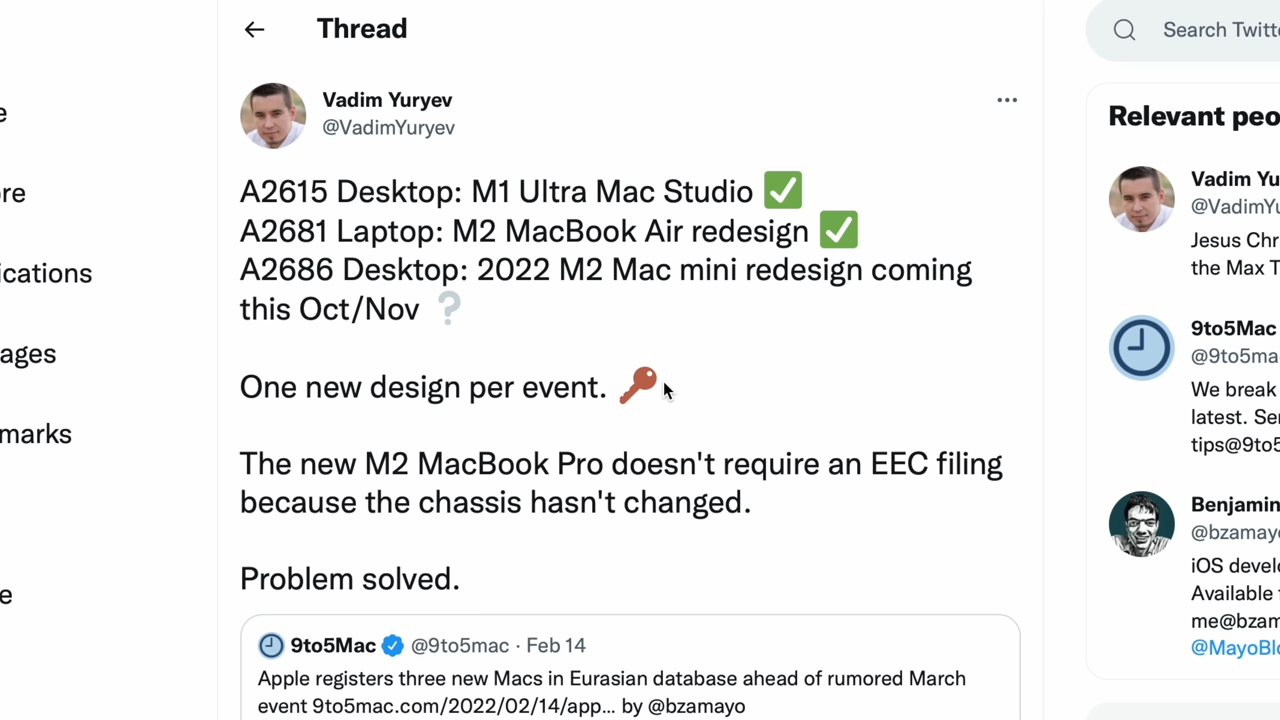 Thread
Search Twitt
Vadim Yuryev
@VadimYuryev
A2615 Desktop: M1 Ultra Mac Studio ✅
A2681 Laptop: M2 MacBook Air redesign ✅
A2686 Desktop: 2022 M2 Mac mini redesign coming
this Oct/Nov ❔
One new design per event. 🔑
The new M2 MacBook Pro doesn't require an EEC filing
because the chassis hasn't changed.
Problem solved.
9to5Mac @9to5mac · Feb 14
Apple registers three new Macs in Eurasian database ahead of rumored March
event 9to5mac.com/2022/02/14/app... by @bzamayo
e
re
ications
ages
marks
e
Relevant peo
Vadim Yu
@VadimYu
Jesus Chr
the Max T
9to5Mac
@9to5ma
We break
latest. Se
tips@9to5
Benjamin
@bzamayo
iOS devel
Available
me@bzam
@MayoBlo